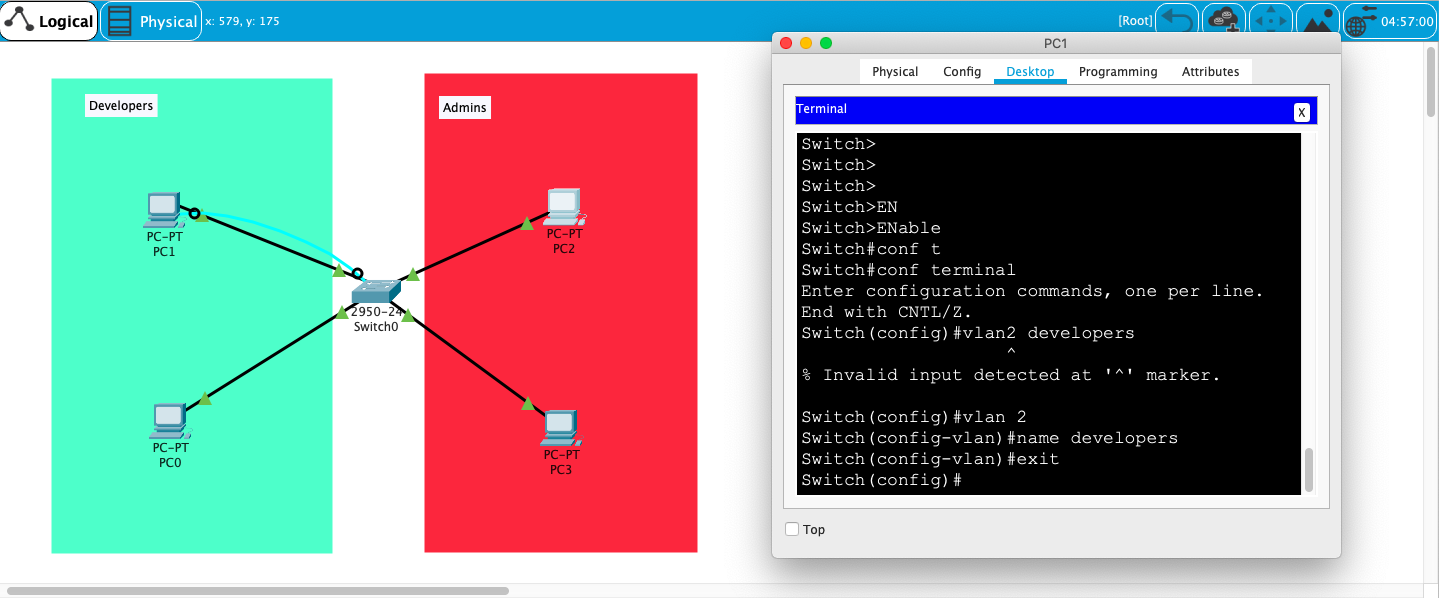 Logical
Physical
x: 579, y: 175
[Root]
04:57:00
Developers
Admins
PC-PT
PC1
PC-PT
PC2
2950-24
Switch0
PC-PT
PC0
PC-PT
PC3
PC1
Physical
Config
Desktop
Programming
Attributes
Terminal
X
Switch>
Switch>
Switch>
Switch>EN
Switch>ENable
Switch#conf t
Switch#conf terminal
Enter configuration commands, one per line.
End with CNTL/Z.
Switch(config)#vlan2 developers
^
% Invalid input detected at '^' marker.
Switch(config)#vlan 2
Switch(config-vlan)#name developers
Switch(config-vlan)#exit
Switch(config)#
Top